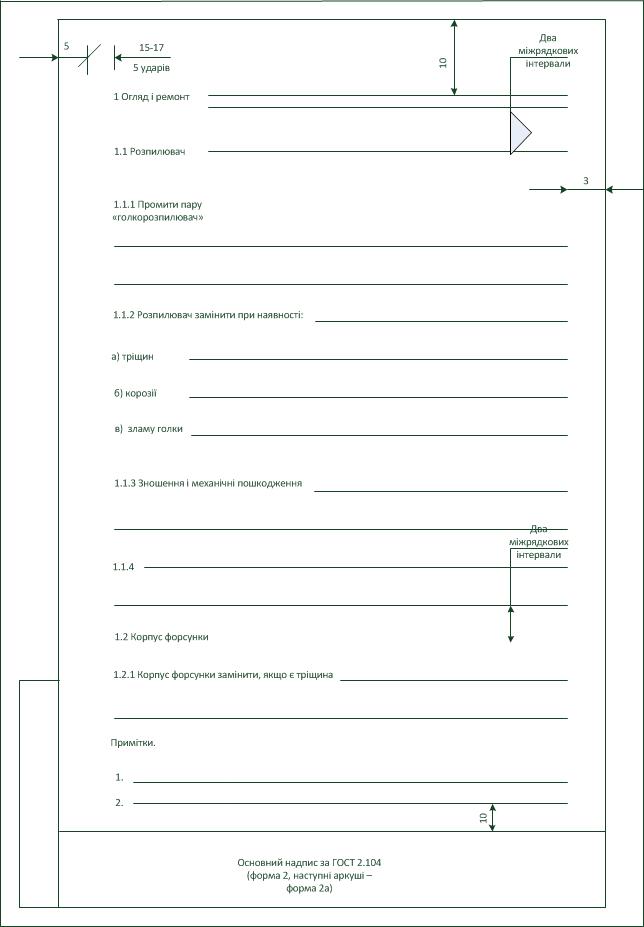 5
15-17
5 ударів
10
Два
міжрядкових
інтервали
1 Огляд і ремонт
1.1 Розпилювач
3
1.1.1 Промити пару
«голкорозпилювач»
1.1.2 Розпилювач замінити при наявності:
а) тріщин
б) корозії
в) зламу голки
1.1.3 Зношення і механічні пошкодження
Два
міжрядкових
інтервали
1.1.4
1.2 Корпус форсунки
1.2.1 Корпус форсунки замінити, якщо є тріщина
Примітки.
1.
2.
10
Основний надпис за ГОСТ 2.104
(форма 2, наступні аркуші –
форма 2а)